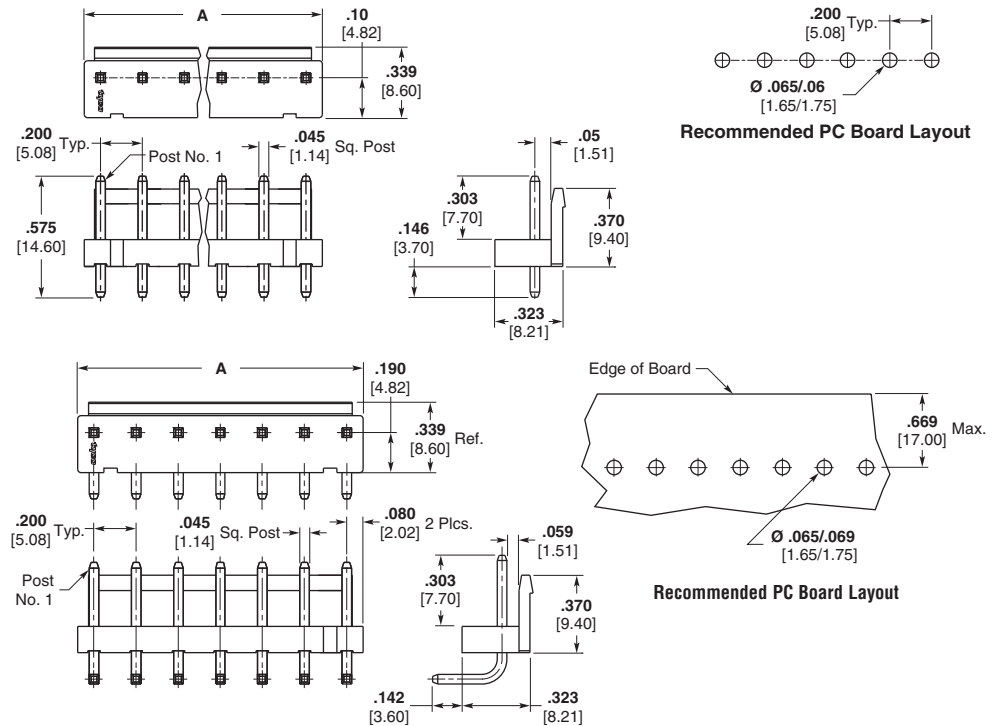 A
.10
[4.82]
.339
[8.60]
.200
[5.08] Typ.
Ø .065/.06
[1.65/1.75]
Recommended PC Board Layout
.200
[5.08] Typ.
Post No. 1
.045
[1.14] Sq. Post
.575
[14.60]
.05
[1.51]
.303
[7.70]
.146
[3.70]
.370
[9.40]
.323
[8.21]
A
.190
[4.82]
.339
[8.60] Ref.
Edge of Board
.669
[17.00] Max.
Ø .065/.069
[1.65/1.75]
Recommended PC Board Layout
.200
[5.08] Typ.
.045
[1.14] Sq. Post
.080
[2.02] 2 Plcs.
Post
No. 1
.059
[1.51]
.303
[7.70]
.370
[9.40]
.142
[3.60]
.323
[8.21]